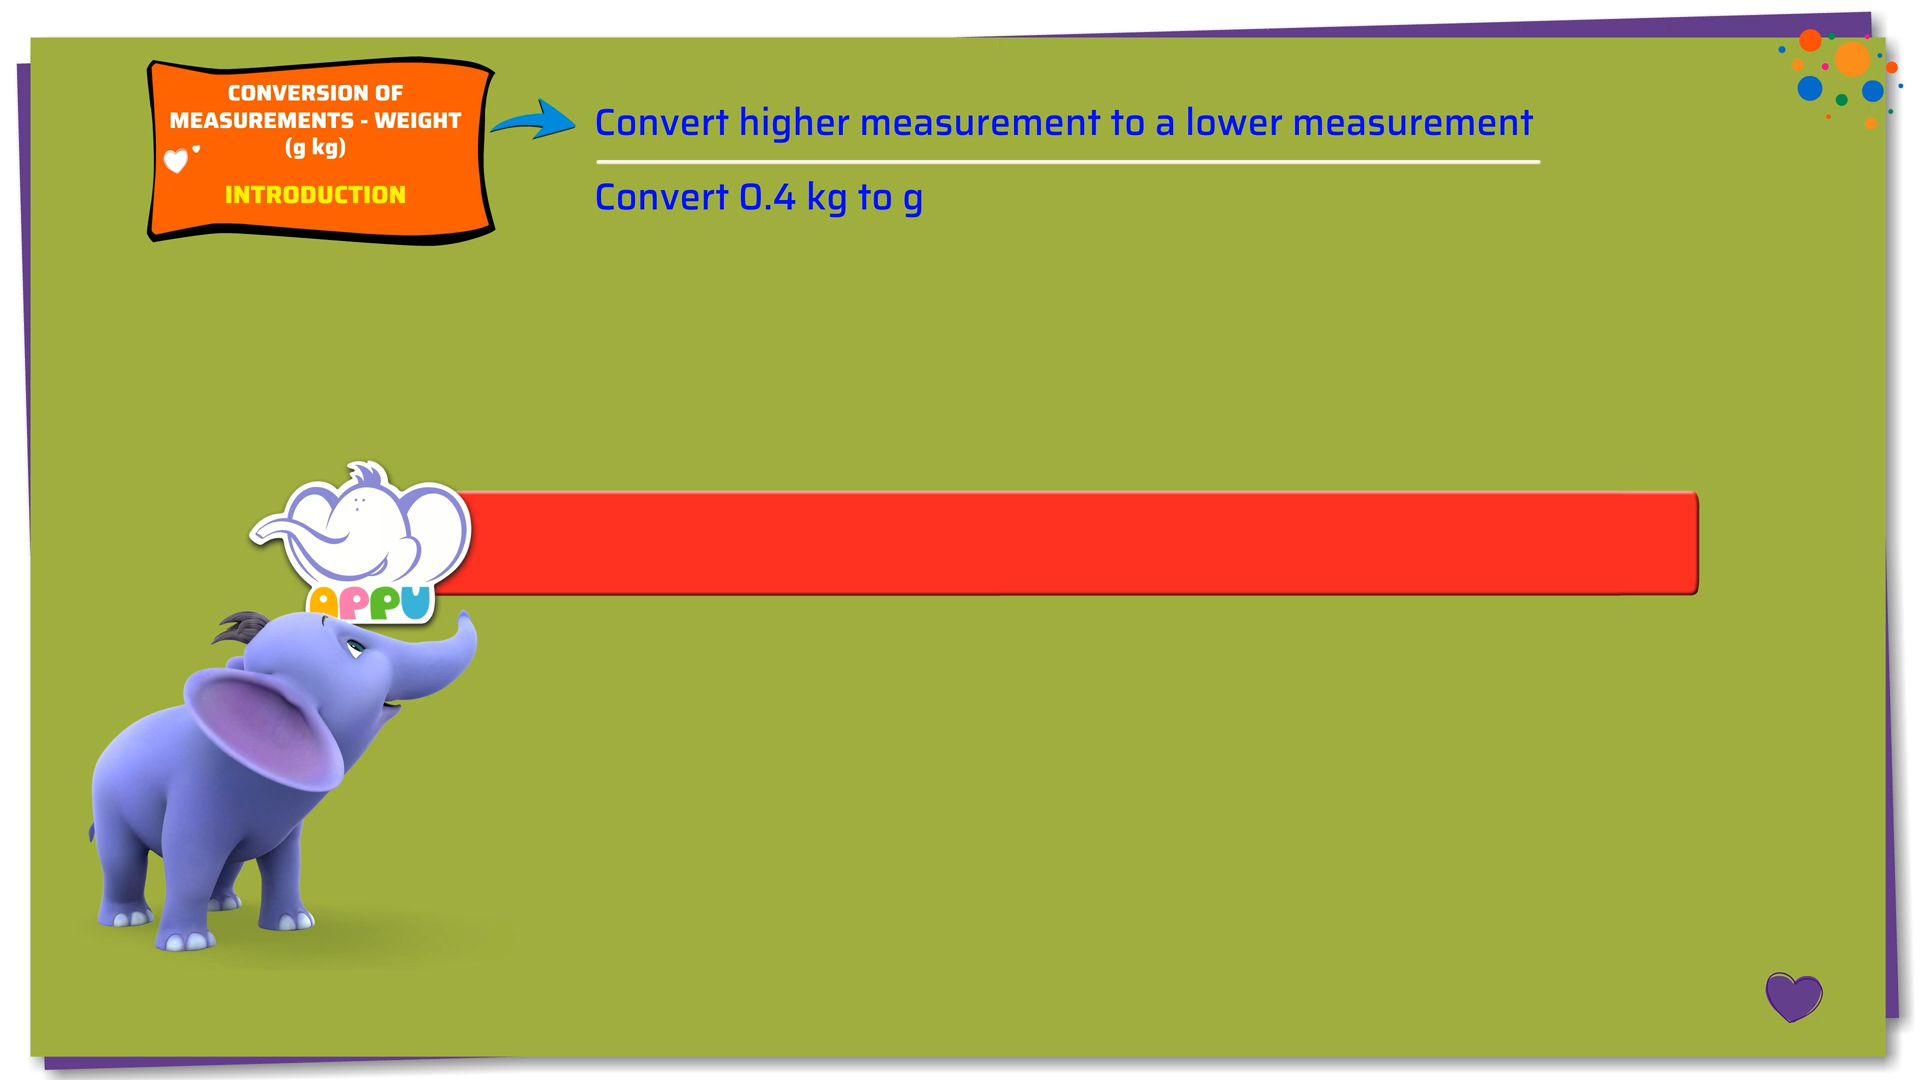 CONVERSION OF
MEASUREMENTS - WEIGHT
(g kg)
INTRODUCTION
Convert higher measurement to a lower measurement
Convert 0.4 kg to g
APPU